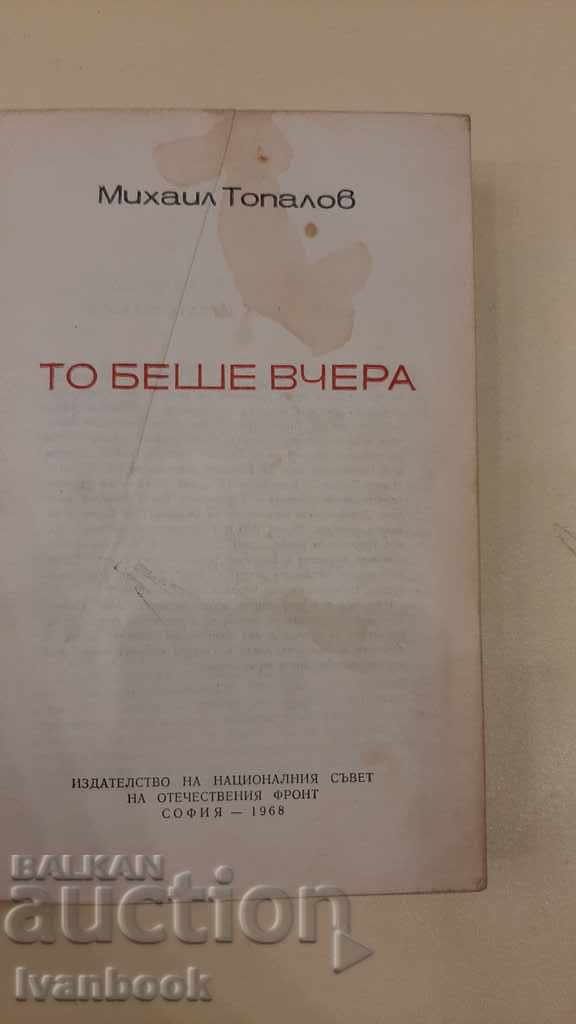 Михаил Топалов
ТО БЕШЕ ВЧЕРА
ИЗДАТЕЛСТВО НА НАЦИОНАЛНИЯ СЪВЕТ
НА ОТЕЧЕСТВЕНИЯ ФРОНТ
СОФИЯ — 1968
BALKAN
auction
Ivanbook